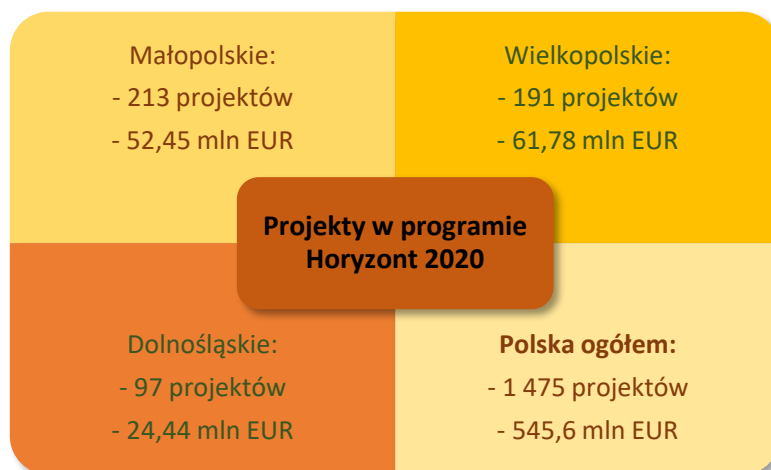 Małopolskie:
- 213 projektów
- 52,45 mln EUR
Wielkopolskie:
- 191 projektów
- 61,78 mln EUR
Projekty w programie
Horyzont 2020
Dolnośląskie:
- 97 projektów
- 24,44 mln EUR
Polska ogółem:
- 1 475 projektów
- 545,6 mln EUR